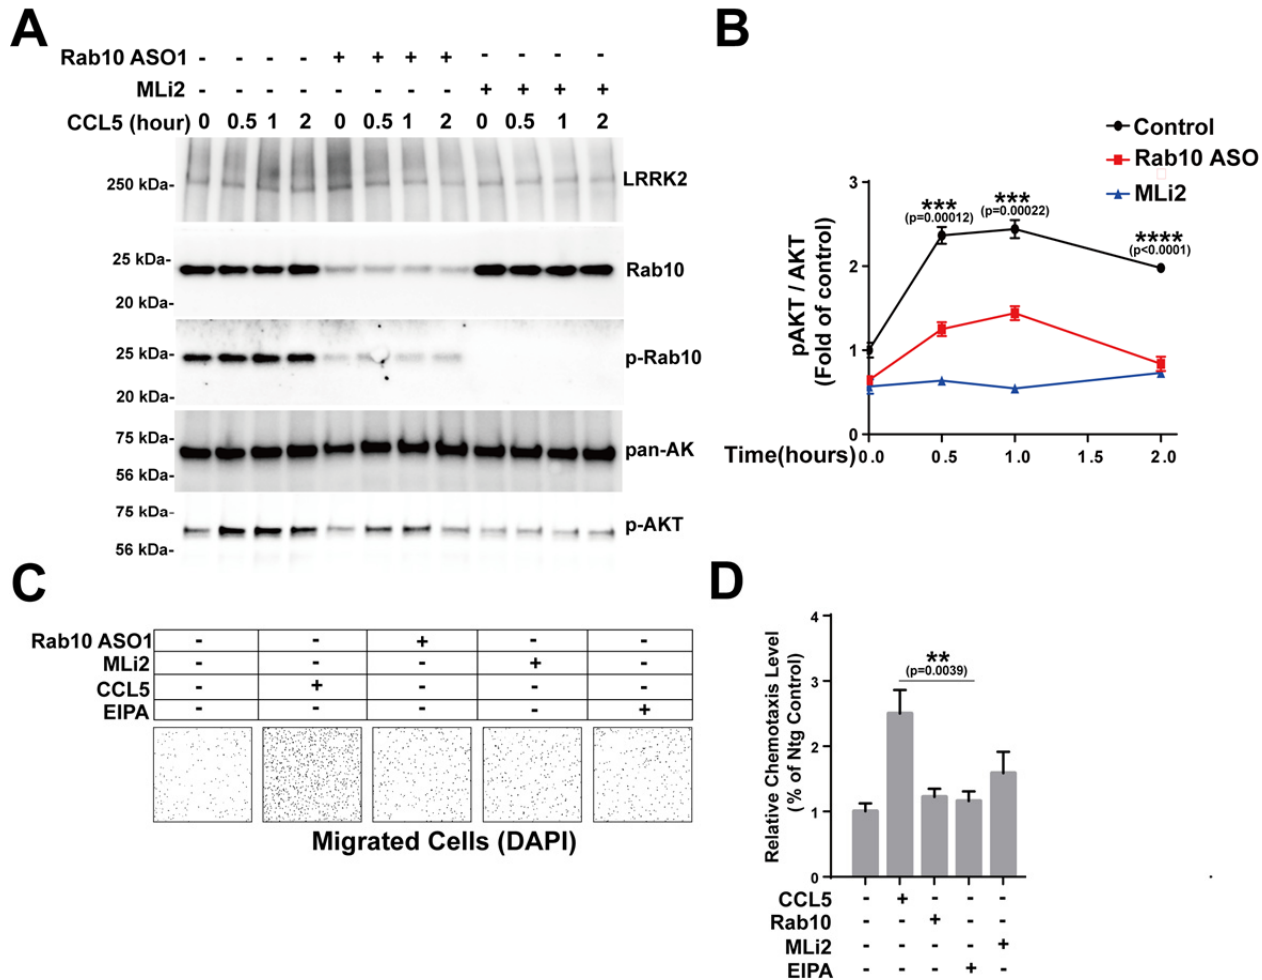 A
Rab10 ASO1 - - - - + + + + - - - -
MLi2 - - - - - - - - + + + +
CCL5 (hour) 0 0.5 1 2 0 0.5 1 2 0 0.5 1 2
250 kDa- LRRK2
25 kDa- Rab10
20 kDa-
25 kDa- p-Rab10
20 kDa-
75 kDa- pan-AK
56 kDa-
75 kDa- p-AKT
56 kDa-
B
Control
Rab10 ASO
MLi2
pAKT / AKT
(Fold of control)
3
2
1
0
***
(p=0.00012)
***
(p=0.00022)
****
(p<0.0001)
Time(hours) 0.0 0.5 1.0 1.5 2.0
C
Rab10 ASO1 - - + - -
MLi2 - - - + -
CCL5 - + - - -
EIPA - - - - +
Migrated Cells (DAPI)
D
Relative Chemotaxis Level
(% of Ntg Control)
4
3
2
1
0
**
(p=0.0039)
CCL5 - + - - -
Rab10 - - + - -
MLi2 - - - - +
EIPA - - - + -